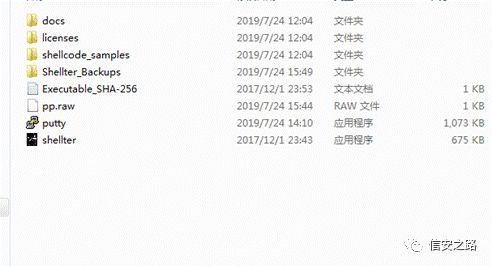 docs 2019/7/24 12:04 文件夹
licenses 2019/7/24 12:04 文件夹
shellcode_samples 2019/7/24 12:04 文件夹
Shellter_Backups 2019/7/24 15:49 文件夹
Executable_SHA-256 2017/12/1 23:53 文本文档 1 KB
pp.raw 2019/7/24 15:44 RAW 文件 1 KB
putty 2019/7/24 14:10 应用程序 1,073 KB
shellter 2017/12/1 23:43 应用程序 675 KB
信安之路